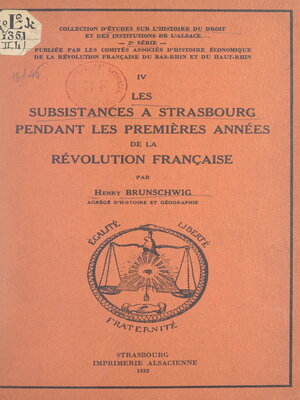 COLLECTION D'ÉTUDES SUR L'HISTOIRE DU DROIT
ET DES INSTITUTIONS DE L'ALSACE
2e SÉRIE
PUBLIÉE PAR LES COMITÉS ASSOCIÉS D'HISTOIRE ÉCONOMIQUE
DE LA RÉVOLUTION FRANÇAISE DU BAS-RHIN ET DU HAUT-RHIN
IV
LES
SUBSISTANCES A STRASBOURG
PENDANT LES PREMIÈRES ANNÉES
DE LA
RÉVOLUTION FRANÇAISE
PAR
HENRY BRUNSCHWIG
AGRÉGÉ D'HISTOIRE ET GÉOGRAPHIE
ÉGALITÉ LIBERTÉ
FRATERNITÉ
STRASBOURG
IMPRIMERIE ALSACIENNE
1932